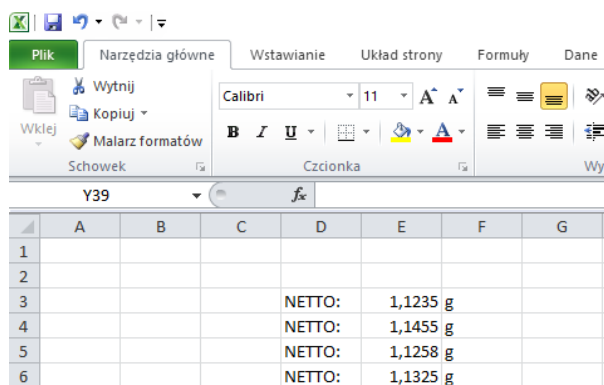 Plik Narzędzia główne Wstawianie Układ strony Formuły Dane
Wytnij
Kopiuj
Malarz formatów
Wklej
Schowek
Calibri 11 A A
B I U A
Czcionka
Wy
Y39 fx
A B C D E F G
1
2
3 NETTO: 1,1235 g
4 NETTO: 1,1455 g
5 NETTO: 1,1258 g
6 NETTO: 1,1325 g